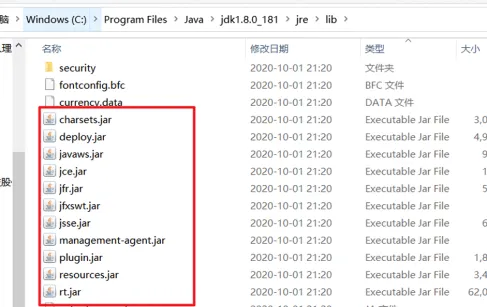 脑 › Windows (C:) › Program Files › Java › jdk1.8.0_181 › jre › lib ›
名称 修改日期 类型 大小
security 2020-10-01 21:20 文件夹
fontconfig.bfc 2020-10-01 21:20 BFC 文件
currency.data 2020-10-01 21:20 DATA 文件
charsets.jar 2020-10-01 21:20 Executable Jar File 3,0
deploy.jar 2020-10-01 21:20 Executable Jar File 4,9
javaws.jar 2020-10-01 21:20 Executable Jar File 9
jce.jar 2020-10-01 21:20 Executable Jar File 1
jfr.jar 2020-10-01 21:20 Executable Jar File 5
jfxswt.jar 2020-10-01 21:20 Executable Jar File
jsse.jar 2020-10-01 21:20 Executable Jar File 6
management-agent.jar 2020-10-01 21:20 Executable Jar File
plugin.jar 2020-10-01 21:20 Executable Jar File 1,8
resources.jar 2020-10-01 21:20 Executable Jar File 3,4
rt.jar 2020-10-01 21:20 Executable Jar File 62,0